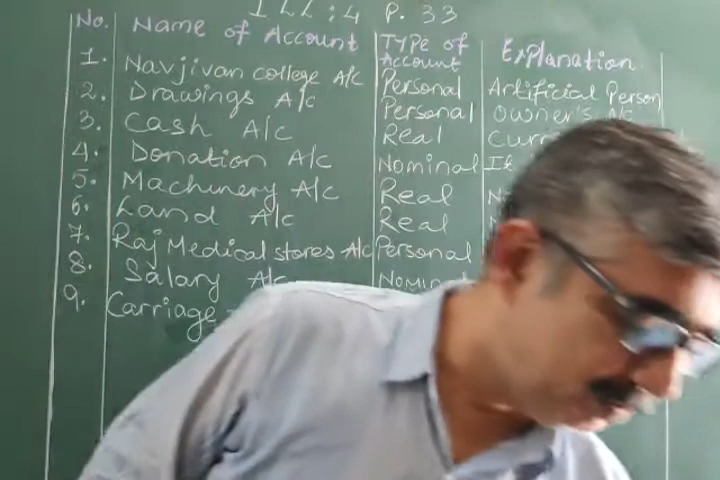 ILL:4 P. 33
No. Name of Account Type of Account Explanation
1. Navjivan college A/c Personal Artificial Person
2. Drawings A/c Personal Owner's A/c
3. Cash A/c Real
4. Donation A/c Nominal It
5. Machinery A/c Real
6. Land A/c Real
7. Raj Medical stores A/c Personal
8. Salary A/c
9. Carriage